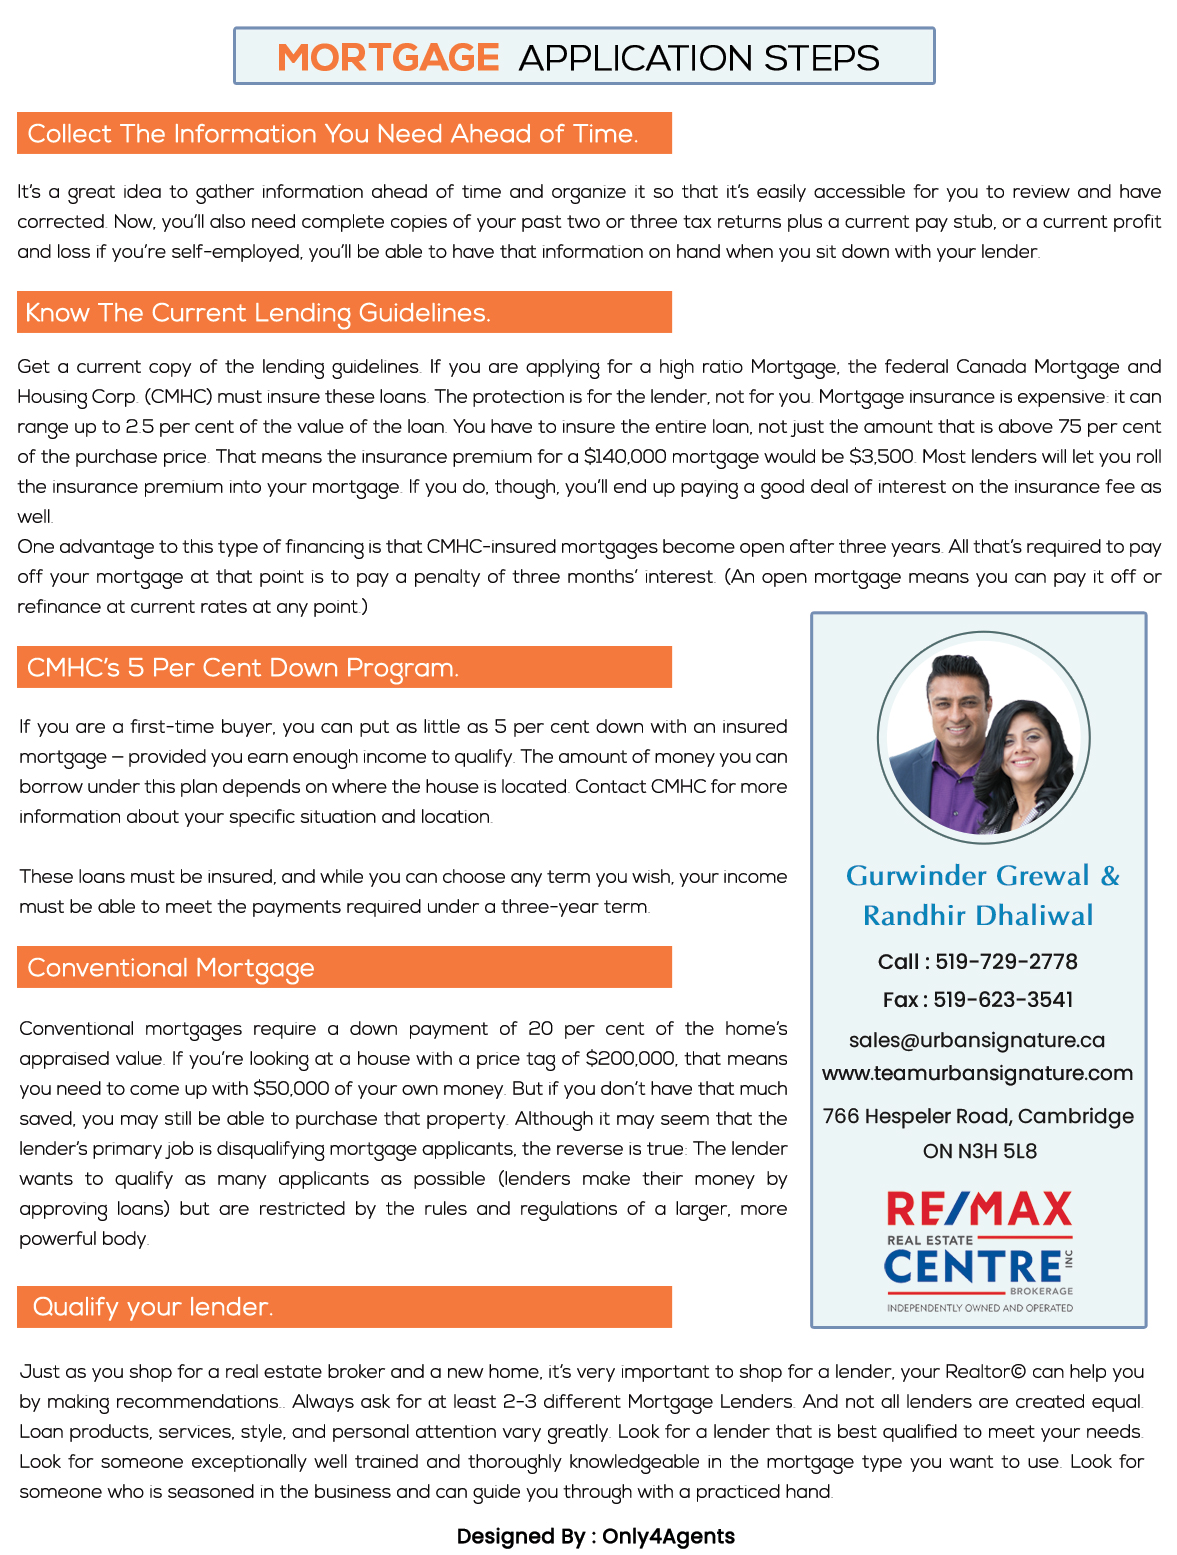 MORTGAGE APPLICATION STEPS
Collect The Information You Need Ahead of Time.
It's a great idea to gather information ahead of time and organize it so that it's easily accessible for you to review and have
corrected. Now, you'll also need complete copies of your past two or three tax returns plus a current pay stub, or a current profit
and loss if you're self-employed, you'll be able to have that information on hand when you sit down with your lender.
Know The Current Lending Guidelines.
Get a current copy of the lending guidelines. If you are applying for a high ratio Mortgage, the federal Canada Mortgage and
Housing Corp. (CMHC) must insure these loans. The protection is for the lender, not for you. Mortgage insurance is expensive: it can
range up to 2.5 per cent of the value of the loan. You have to insure the entire loan, not just the amount that is above 75 per cent
of the purchase price. That means the insurance premium for a $140,000 mortgage would be $3,500. Most lenders will let you roll
the insurance premium into your mortgage. If you do, though, you'll end up paying a good deal of interest on the insurance fee as
well.
One advantage to this type of financing is that CMHC-insured mortgages become open after three years. All that's required to pay
off your mortgage at that point is to pay a penalty of three months' interest. (An open mortgage means you can pay it off or
refinance at current rates at any point.)
CMHC's 5 Per Cent Down Program.
If you are a first-time buyer, you can put as little as 5 per cent down with an insured
mortgage – provided you earn enough income to qualify. The amount of money you can
borrow under this plan depends on where the house is located. Contact CMHC for more
information about your specific situation and location.
These loans must be insured, and while you can choose any term you wish, your income
must be able to meet the payments required under a three-year term.
Conventional Mortgage
Conventional mortgages require a down payment of 20 per cent of the home's
appraised value. If you're looking at a house with a price tag of $200,000, that means
you need to come up with $50,000 of your own money. But if you don't have that much
saved, you may still be able to purchase that property. Although it may seem that the
lender's primary job is disqualifying mortgage applicants, the reverse is true: The lender
wants to qualify as many applicants as possible (lenders make their money by
approving loans) but are restricted by the rules and regulations of a larger, more
powerful body.
Gurwinder Grewal &
Randhir Dhaliwal
Call : 519-729-2778
Fax : 519-623-3541
sales@urbansignature.ca
www.teamurbansignature.com
766 Hespeler Road, Cambridge
ON N3H 5L8
RE/MAX
REAL ESTATE
CENTRE INC
BROKERAGE
INDEPENDENTLY OWNED AND OPERATED
Qualify your lender.
Just as you shop for a real estate broker and a new home, it's very important to shop for a lender, your Realtor© can help you
by making recommendations.. Always ask for at least 2-3 different Mortgage Lenders. And not all lenders are created equal.
Loan products, services, style, and personal attention vary greatly. Look for a lender that is best qualified to meet your needs.
Look for someone exceptionally well trained and thoroughly knowledgeable in the mortgage type you want to use. Look for
someone who is seasoned in the business and can guide you through with a practiced hand.
Designed By : Only4Agents